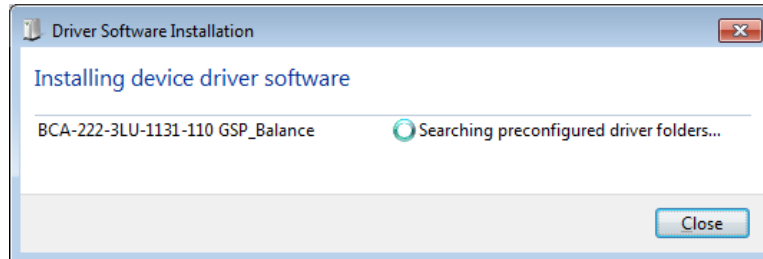 Driver Software Installation
Installing device driver software
BCA-222-3LU-1131-110 GSP_Balance
Searching preconfigured driver folders...
Close